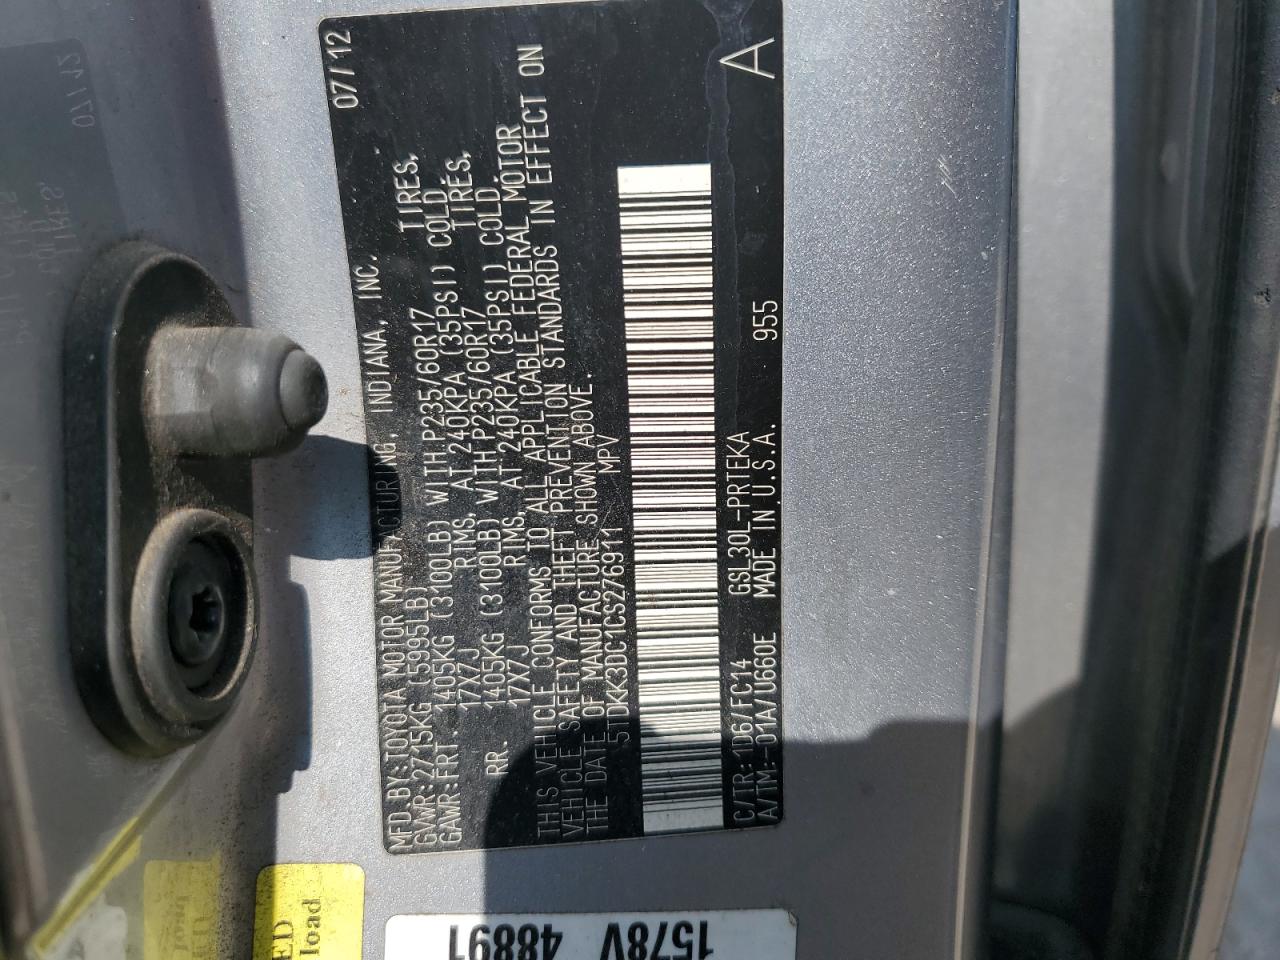 MFD.BY:TOYOTA MOTOR MANUFACTURING, INDIANA, INC. 07/12
GVWR:2715KG (5995LB)
GAWR:FRT. 1405KG (3100LB) WITH P235/60R17 TIRES,
17X7J RIMS, AT 240KPA (35PSI) COLD
RR. 1405KG (3100LB) WITH P235/60R17 TIRES,
17X7J RIMS, AT 240KPA (35PSI) COLD.
THIS VEHICLE CONFORMS TO ALL APPLICABLE FEDERAL MOTOR
VEHICLE SAFETY AND THEFT PREVENTION STANDARDS IN EFFECT ON
THE DATE OF MANUFACTURE SHOWN ABOVE.
5TDKK3DC1CS276911 MPV
C/TR: 1D6/FC14 GSL30L-PRTEKA
A/TM:-01A/U660E MADE IN U.S.A. 955 A
ED
load
1578V
48891